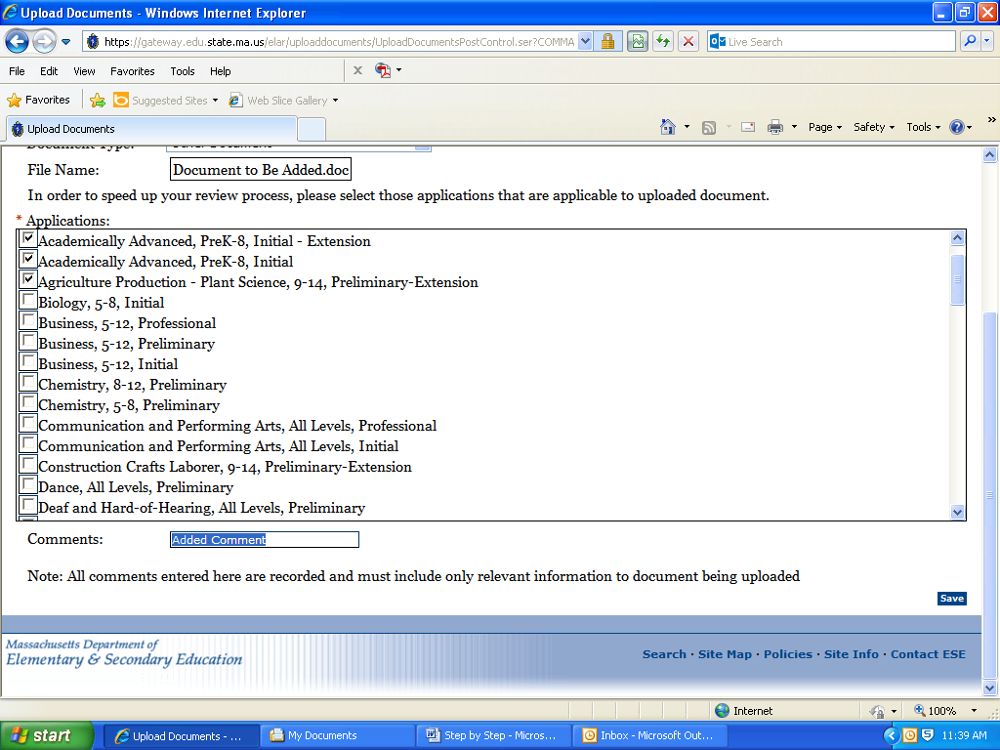 Upload Documents - Windows Internet Explorer
https://gateway.edu.state.ma.us/elar/uploaddocuments/UploadDocumentsPostControl.ser?COMMA
Live Search
File Edit View Favorites Tools Help
Favorites Suggested Sites Web Slice Gallery
Upload Documents
Page Safety Tools
Document Type:
File Name: Document to Be Added.doc
In order to speed up your review process, please select those applications that are applicable to uploaded document.
* Applications:
Academically Advanced, PreK-8, Initial - Extension
Academically Advanced, PreK-8, Initial
Agriculture Production - Plant Science, 9-14, Preliminary-Extension
Biology, 5-8, Initial
Business, 5-12, Professional
Business, 5-12, Preliminary
Business, 5-12, Initial
Chemistry, 8-12, Preliminary
Chemistry, 5-8, Preliminary
Communication and Performing Arts, All Levels, Professional
Communication and Performing Arts, All Levels, Initial
Construction Crafts Laborer, 9-14, Preliminary-Extension
Dance, All Levels, Preliminary
Deaf and Hard-of-Hearing, All Levels, Preliminary
Comments: Added Comment
Note: All comments entered here are recorded and must include only relevant information to document being uploaded
Save
Massachusetts Department of
Elementary & Secondary Education
Search · Site Map · Policies · Site Info · Contact ESE
Internet 100%
start Upload Documents - ... My Documents Step by Step - Micros... Inbox - Microsoft Out... 11:39 AM